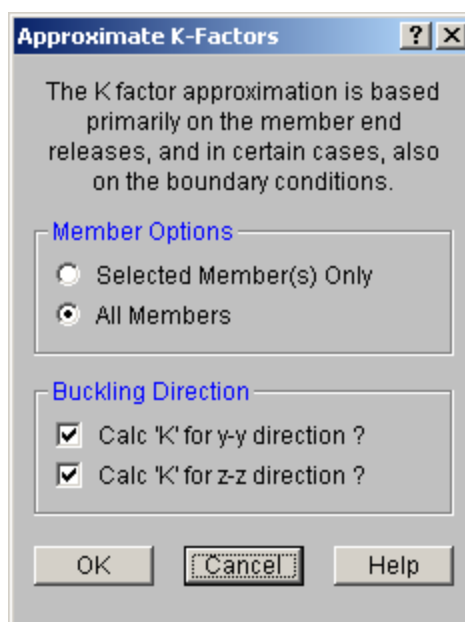 Approximate K-Factors
The K factor approximation is based
primarily on the member end
releases, and in certain cases, also
on the boundary conditions.
Member Options
Selected Member(s) Only
All Members
Buckling Direction
Calc 'K' for y-y direction ?
Calc 'K' for z-z direction ?
OK Cancel Help